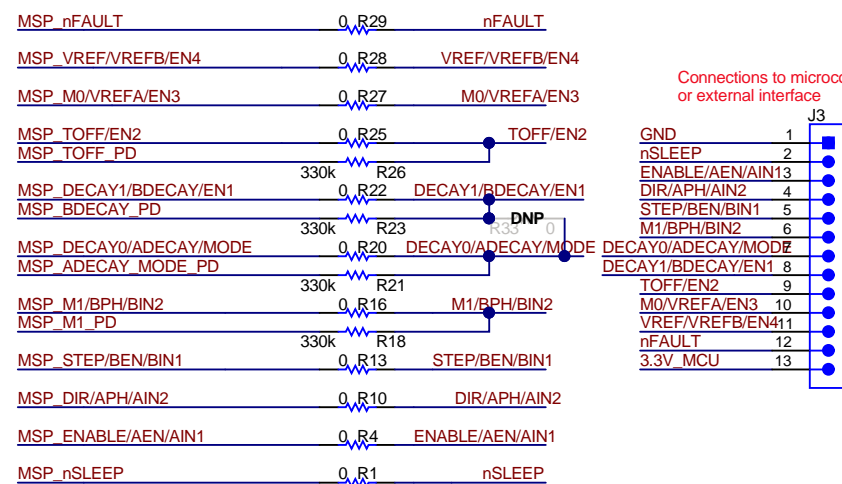 MSP_nFAULT 0 R29 nFAULT
MSP_VREF/VREFB/EN4 0 R28 VREF/VREFB/EN4
MSP_M0/VREFA/EN3 0 R27 M0/VREFA/EN3
MSP_TOFF/EN2 0 R25 TOFF/EN2
MSP_TOFF_PD
330k R26
MSP_DECAY1/BDECAY/EN1 0 R22 DECAY1/BDECAY/EN1
MSP_BDECAY_PD
330k R23
DNP
R33 0
MSP_DECAY0/ADECAY/MODE 0 R20 DECAY0/ADECAY/MODE
MSP_ADECAY_MODE_PD
330k R21
MSP_M1/BPH/BIN2 0 R16 M1/BPH/BIN2
MSP_M1_PD
330k R18
MSP_STEP/BEN/BIN1 0 R13 STEP/BEN/BIN1
MSP_DIR/APH/AIN2 0 R10 DIR/APH/AIN2
MSP_ENABLE/AEN/AIN1 0 R4 ENABLE/AEN/AIN1
MSP_nSLEEP 0 R1 nSLEEP
Connections to microco
or external interface
J3
GND 1
nSLEEP 2
ENABLE/AEN/AIN1 3
DIR/APH/AIN2 4
STEP/BEN/BIN1 5
M1/BPH/BIN2 6
DECAY0/ADECAY/MODE 7
DECAY1/BDECAY/EN1 8
TOFF/EN2 9
M0/VREFA/EN3 10
VREF/VREFB/EN4 11
nFAULT 12
3.3V_MCU 13